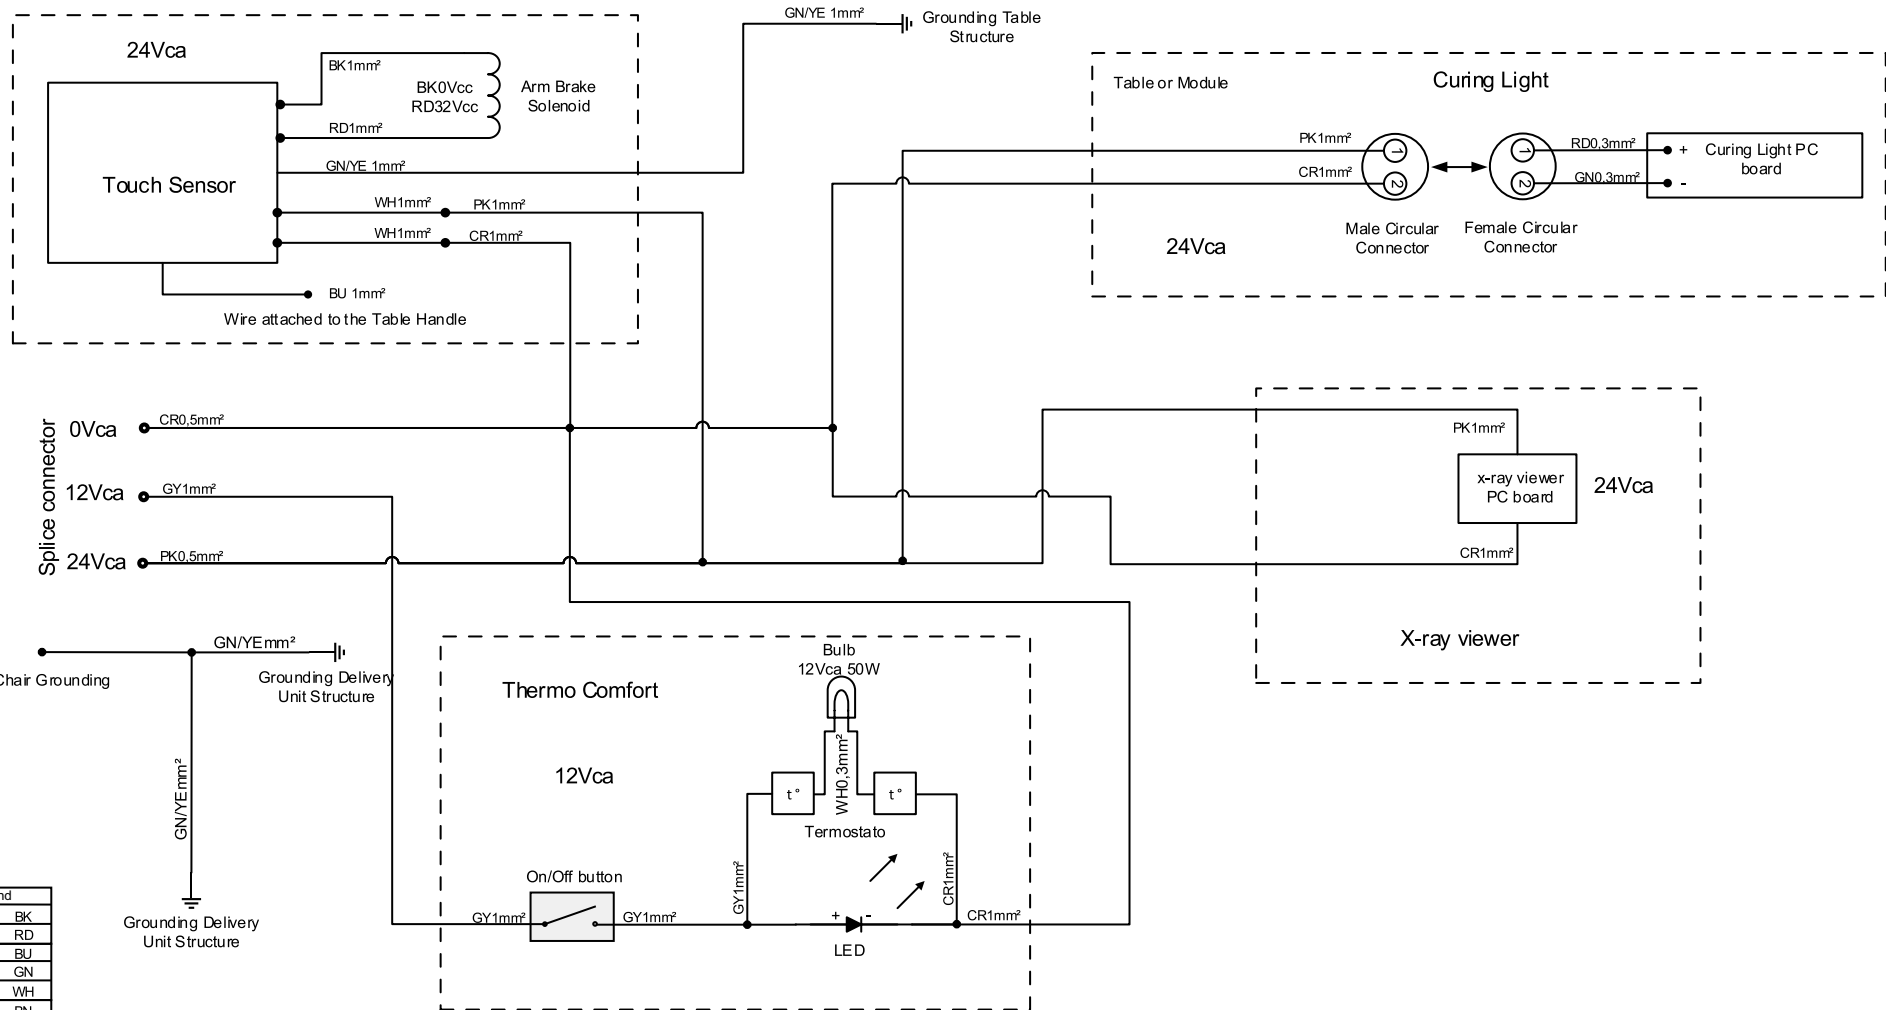 24Vca
BK1mm²
BK0Vcc
RD32Vcc
Arm Brake
Solenoid
RD1mm²
GN/YE 1mm²
Touch Sensor
WH1mm²
PK1mm²
WH1mm²
CR1mm²
BU 1mm²
Wire attached to the Table Handle
GN/YE 1mm²
Grounding Table
Structure
Table or Module
Curing Light
PK1mm²
CR1mm²
1
2
1
2
RD0,3mm²
GN0,3mm²
+
-
Curing Light PC
board
Male Circular
Connector
Female Circular
Connector
24Vca
Splice connector
0Vca
CR0,5mm²
12Vca
GY1mm²
24Vca
PK0,5mm²
PK1mm²
x-ray viewer
PC board
24Vca
CR1mm²
X-ray viewer
GN/YEmm²
Chair Grounding
Grounding Delivery
Unit Structure
GN/YEmm²
Grounding Delivery
Unit Structure
Thermo Comfort
Bulb
12Vca 50W
12Vca
WH0,3mm²
t°
t°
Termostato
GY1mm²
CR1mm²
On/Off button
GY1mm²
GY1mm²
+
-
LED
CR1mm²
BK
RD
BU
GN
WH